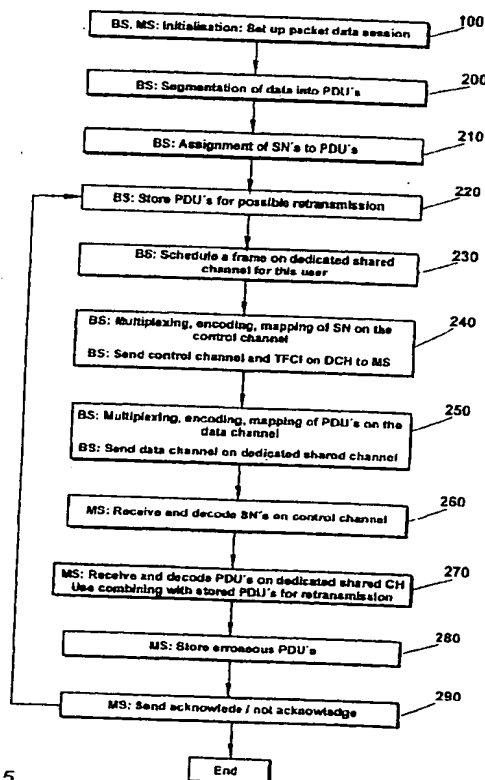 BS, MS: Initialisation: Set up packet data session
100
BS: Segmentation of data into PDU's
200
BS: Assignment of SN's to PDU's
210
BS: Store PDU's for possible retransmission
220
BS: Schedule a frame on dedicated shared
channel for this user
230
BS: Multiplexing, encoding, mapping of SN on the
control channel
BS: Send control channel and TFCI on DCH to MS
240
BS: Multiplexing, encoding, mapping of PDU's on the
data channel
BS: Send data channel on dedicated shared channel
250
MS: Receive and decode SN's on control channel
260
MS: Receive and decode PDU's on dedicated shared CH
Use combining with stored PDU's for retransmission
270
MS: Store erroneous PDU's
280
MS: Send acknowlede / not acknowledge
290
End
5